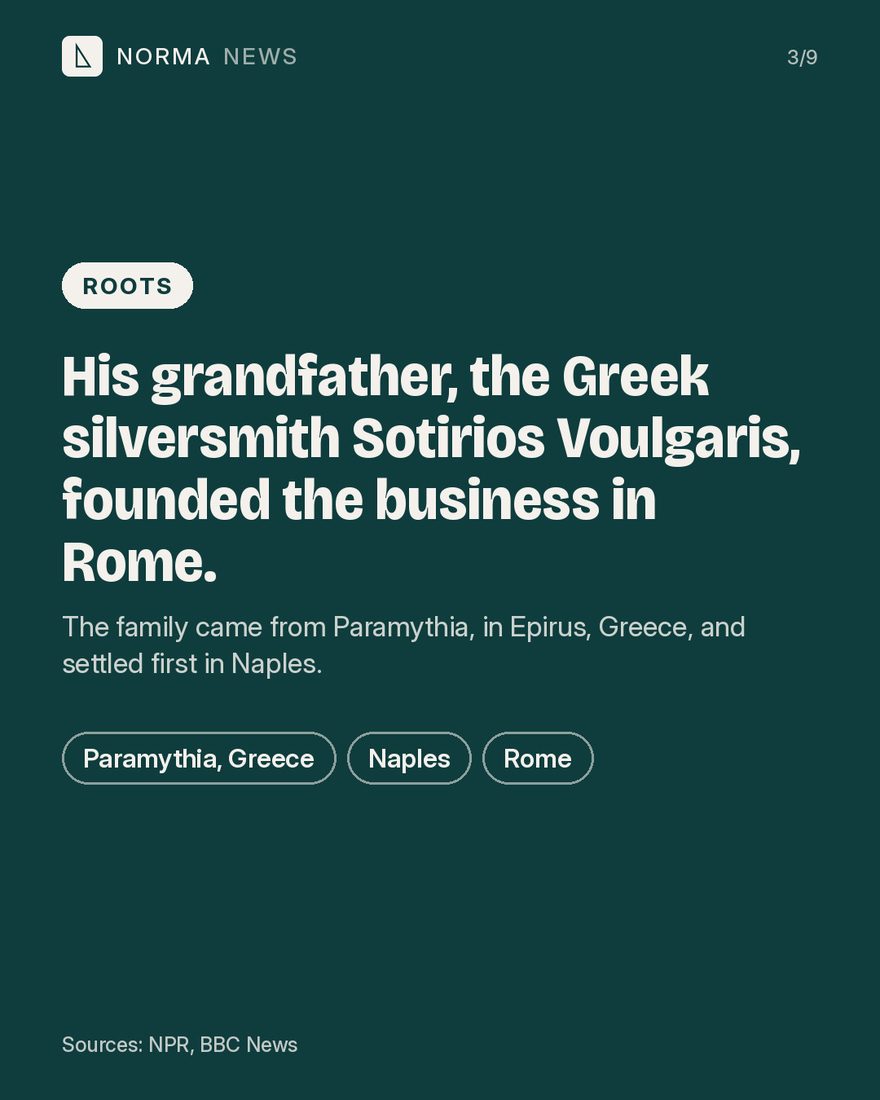 NORMA NEWS
3/9
ROOTS
His grandfather, the Greek
silversmith Sotirios Voulgaris,
founded the business in
Rome.
The family came from Paramythia, in Epirus, Greece, and
settled first in Naples.
Paramythia, Greece
Naples
Rome
Sources: NPR, BBC News